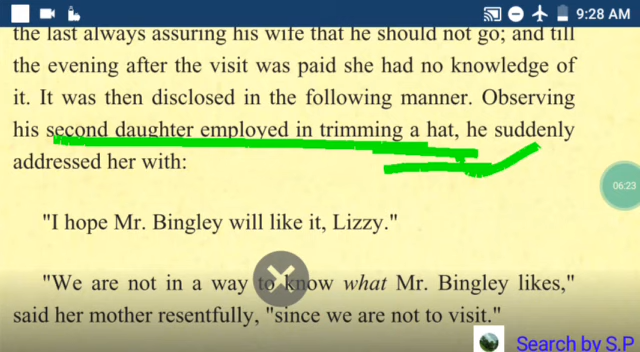 9:28 AM
the last always assuring his wife that he should not go; and till
the evening after the visit was paid she had no knowledge of
it. It was then disclosed in the following manner. Observing
his second daughter employed in trimming a hat, he suddenly
addressed her with:
06:23
"I hope Mr. Bingley will like it, Lizzy."
"We are not in a way to know what Mr. Bingley likes,"
said her mother resentfully, "since we are not to visit."
Search by S.P